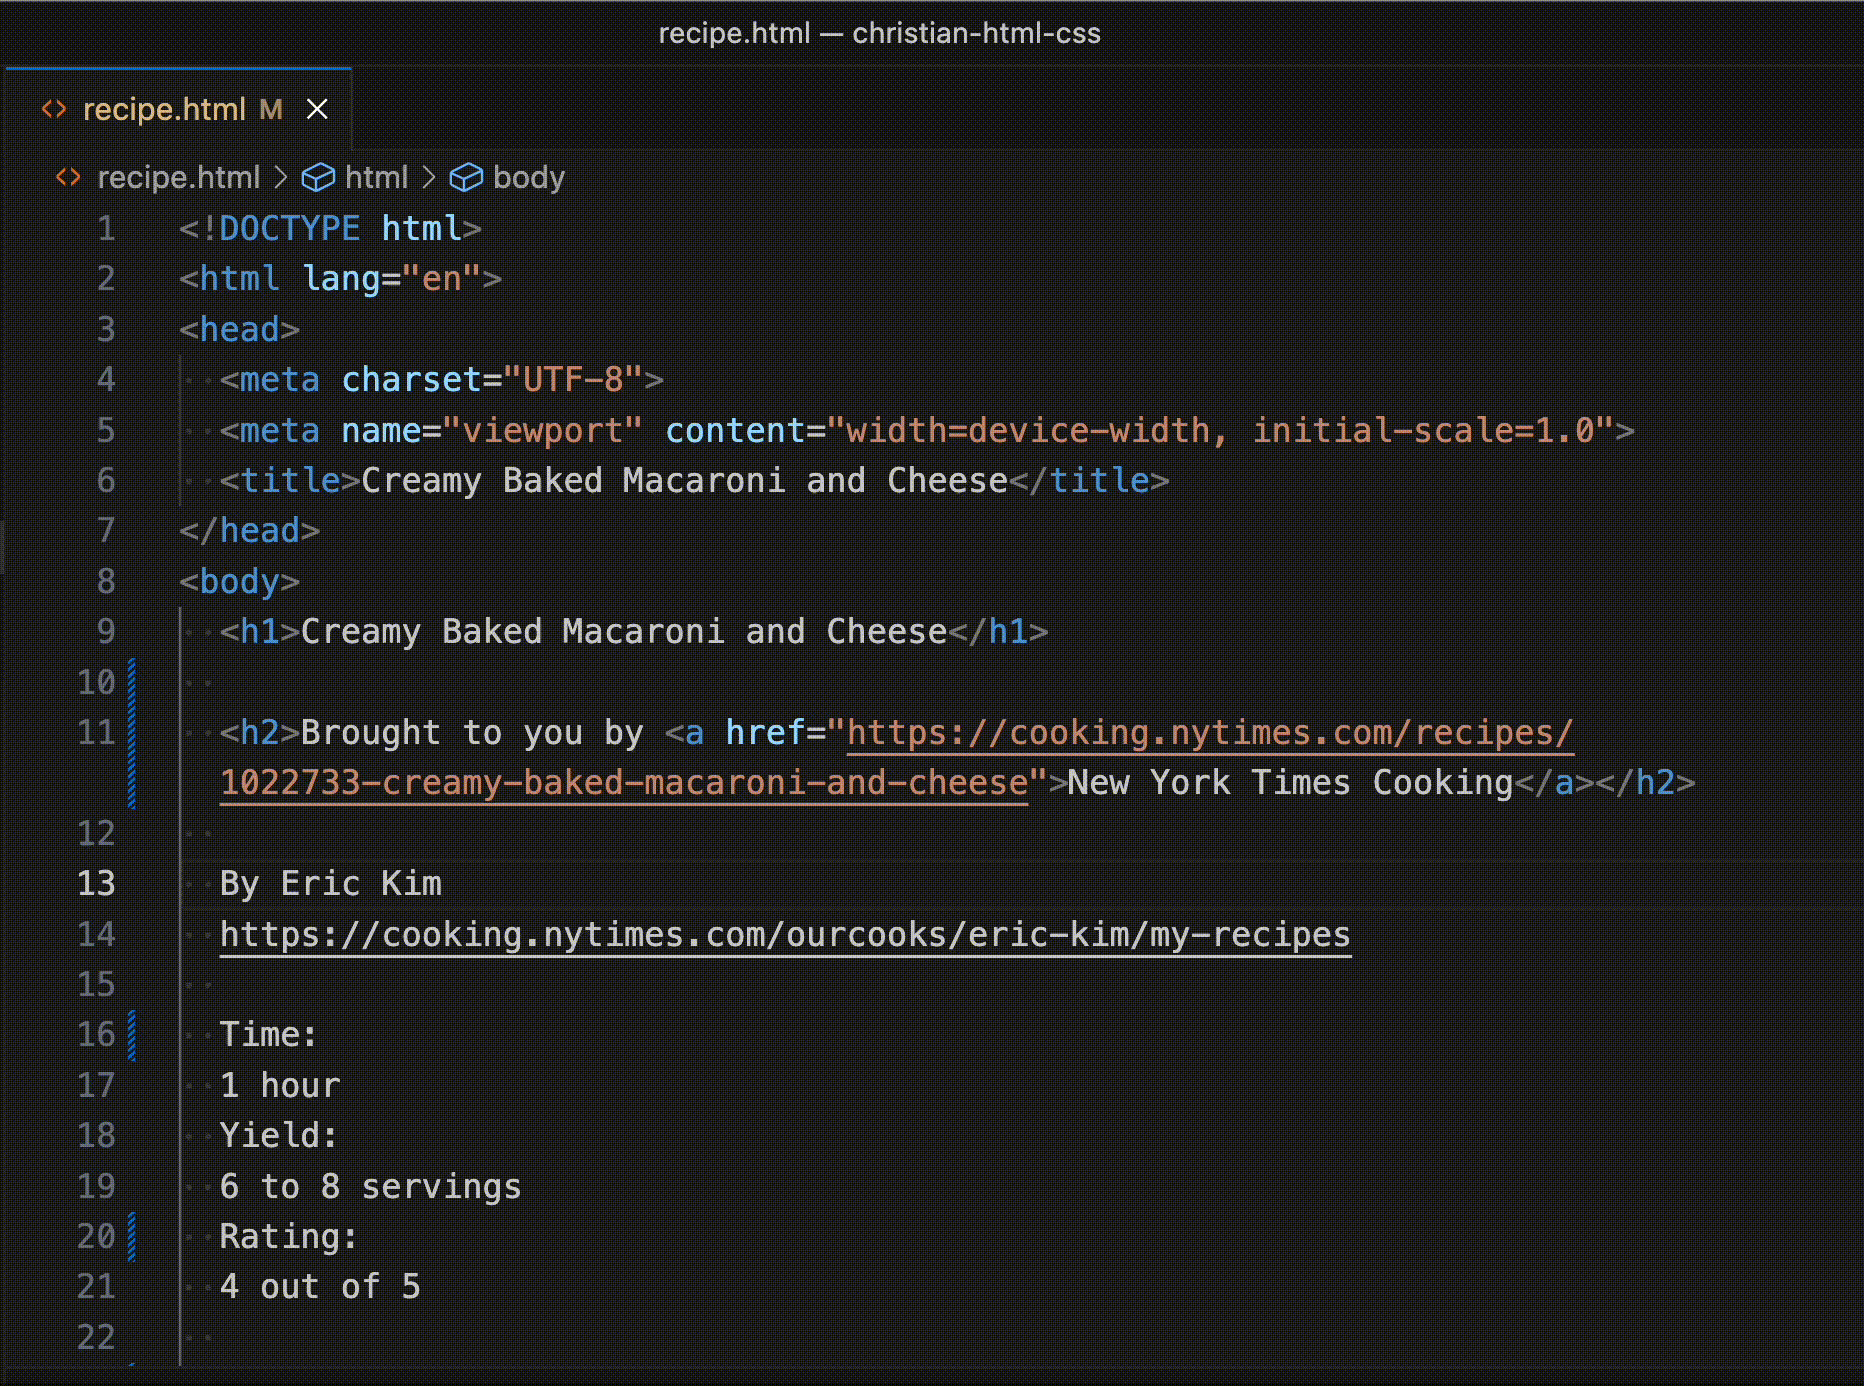 recipe.html — christian-html-css
recipe.html M
recipe.html > html > body
1 <!DOCTYPE html>
2 <html lang="en">
3 <head>
4 <meta charset="UTF-8">
5 <meta name="viewport" content="width=device-width, initial-scale=1.0">
6 <title>Creamy Baked Macaroni and Cheese</title>
7 </head>
8 <body>
9 <h1>Creamy Baked Macaroni and Cheese</h1>
10
11 <h2>Brought to you by <a href="https://cooking.nytimes.com/recipes/
1022733-creamy-baked-macaroni-and-cheese">New York Times Cooking</a></h2>
12
13 By Eric Kim
14 https://cooking.nytimes.com/ourcooks/eric-kim/my-recipes
15
16 Time:
17 1 hour
18 Yield:
19 6 to 8 servings
20 Rating:
21 4 out of 5
22